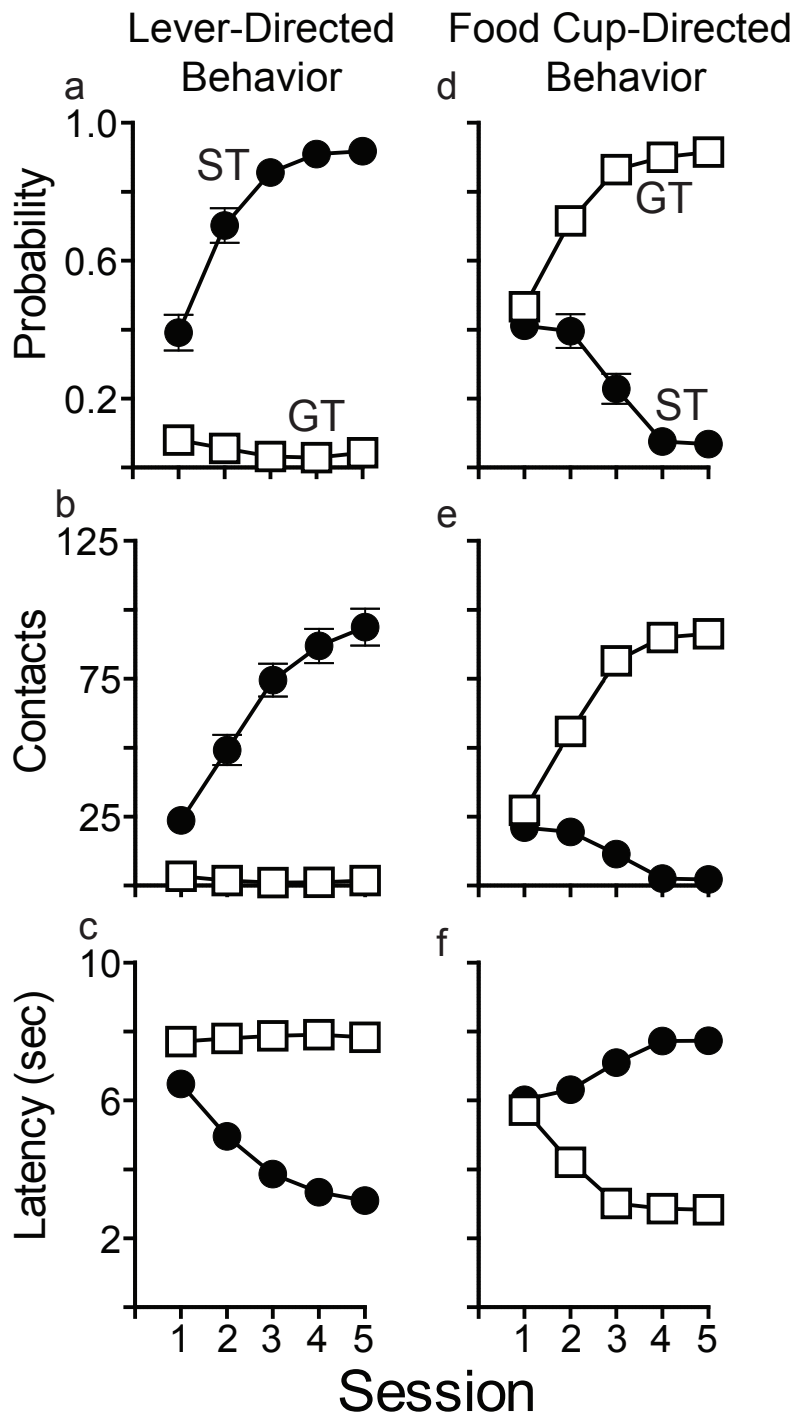 Lever-Directed
Behavior
Food Cup-Directed
Behavior
a
d
1.0
0.6
0.2
Probability
ST
GT
GT
ST
b
e
125
75
25
Contacts
c
f
10
6
2
Latency (sec)
1 2 3 4 5
1 2 3 4 5
Session